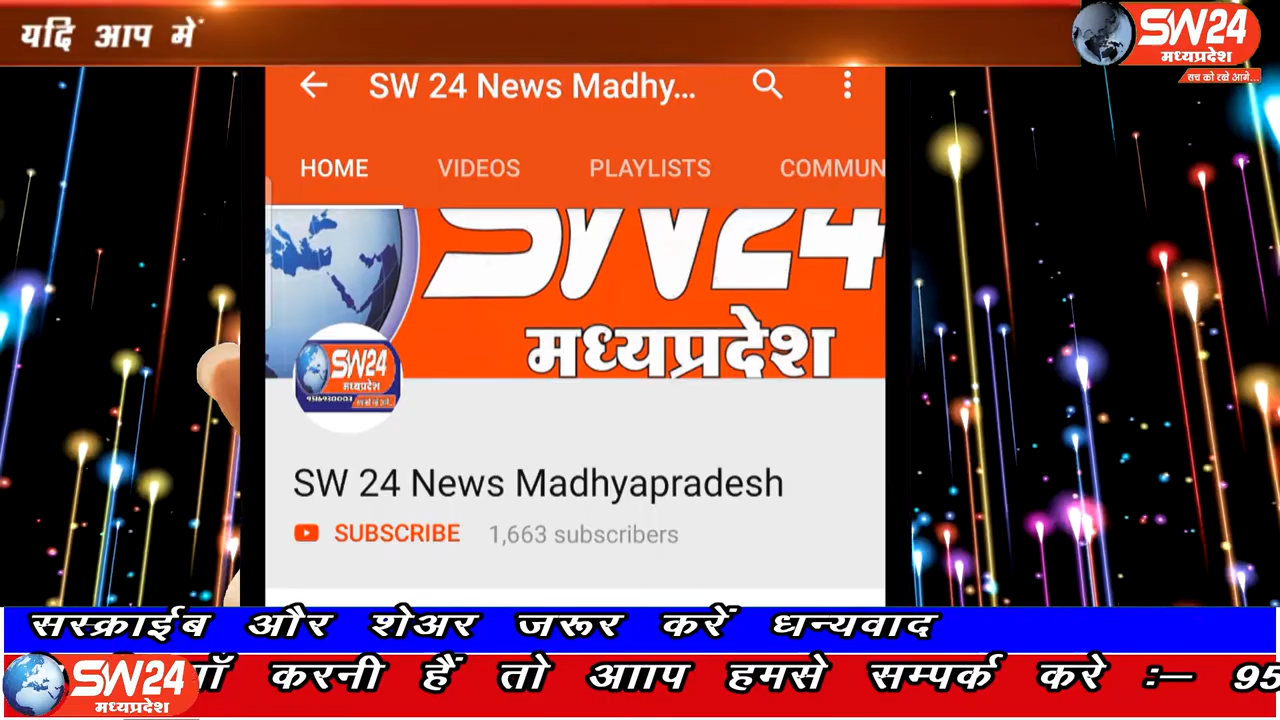 यदि आप में
SW24
मध्यप्रदेश
सच को रखे आगे...
SW 24 News Madhy...
HOME VIDEOS PLAYLISTS COMMUN
SW24
मध्यप्रदेश
SW24
मध्यप्रदेश
SW 24 News Madhyapradesh
SUBSCRIBE 1,663 subscribers
सस्क्राईब और शेअर जरूर करें धन्यवाद
याँ करनी हैं तो आाप हमसे सम्पर्क करे :– 95
SW24
मध्यप्रदेश